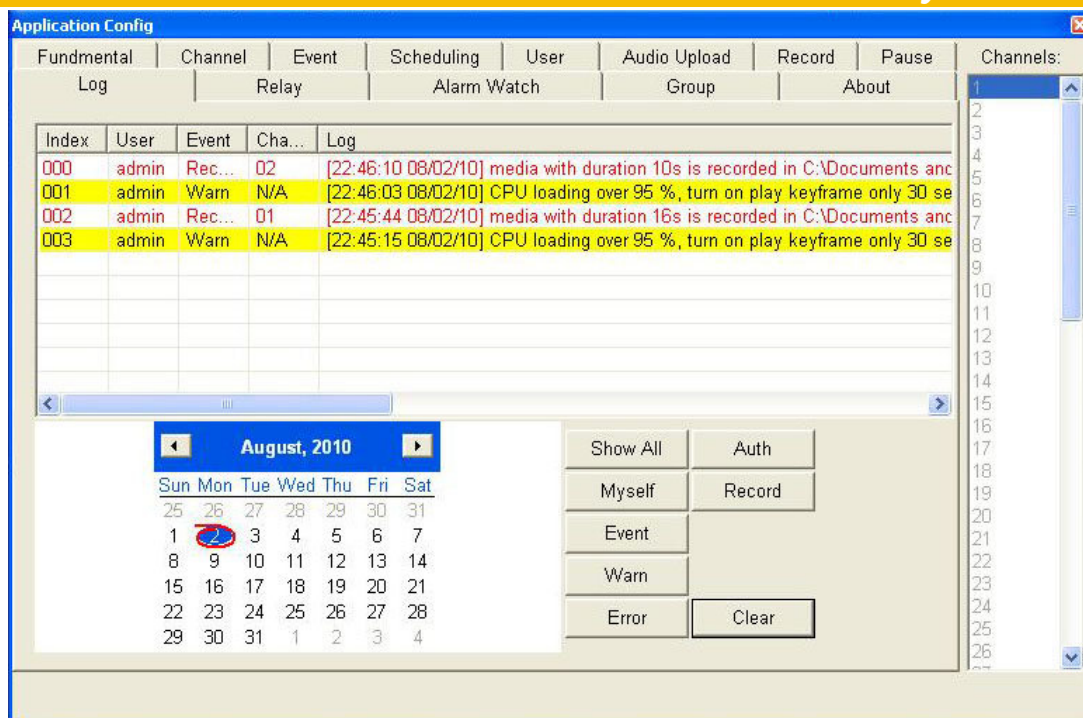 Application Config
Fundmental Channel Event Scheduling User Audio Upload Record Pause Channels:
Log Relay Alarm Watch Group About
Index User Event Cha... Log
000 admin Rec... 02 [22:46:10 08/02/10] media with duration 10s is recorded in C:\Documents and
001 admin Warn N/A [22:46:03 08/02/10] CPU loading over 95 %, turn on play keyframe only 30 se
002 admin Rec... 01 [22:45:44 08/02/10] media with duration 16s is recorded in C:\Documents and
003 admin Warn N/A [22:45:15 08/02/10] CPU loading over 95 %, turn on play keyframe only 30 se
August, 2010
Sun Mon Tue Wed Thu Fri Sat
25 26 27 28 29 30 31
1 2 3 4 5 6 7
8 9 10 11 12 13 14
15 16 17 18 19 20 21
22 23 24 25 26 27 28
29 30 31 1 2 3 4
Show All Auth
Myself Record
Event
Warn
Error Clear
1
2
3
4
5
6
7
8
9
10
11
12
13
14
15
16
17
18
19
20
21
22
23
24
25
26